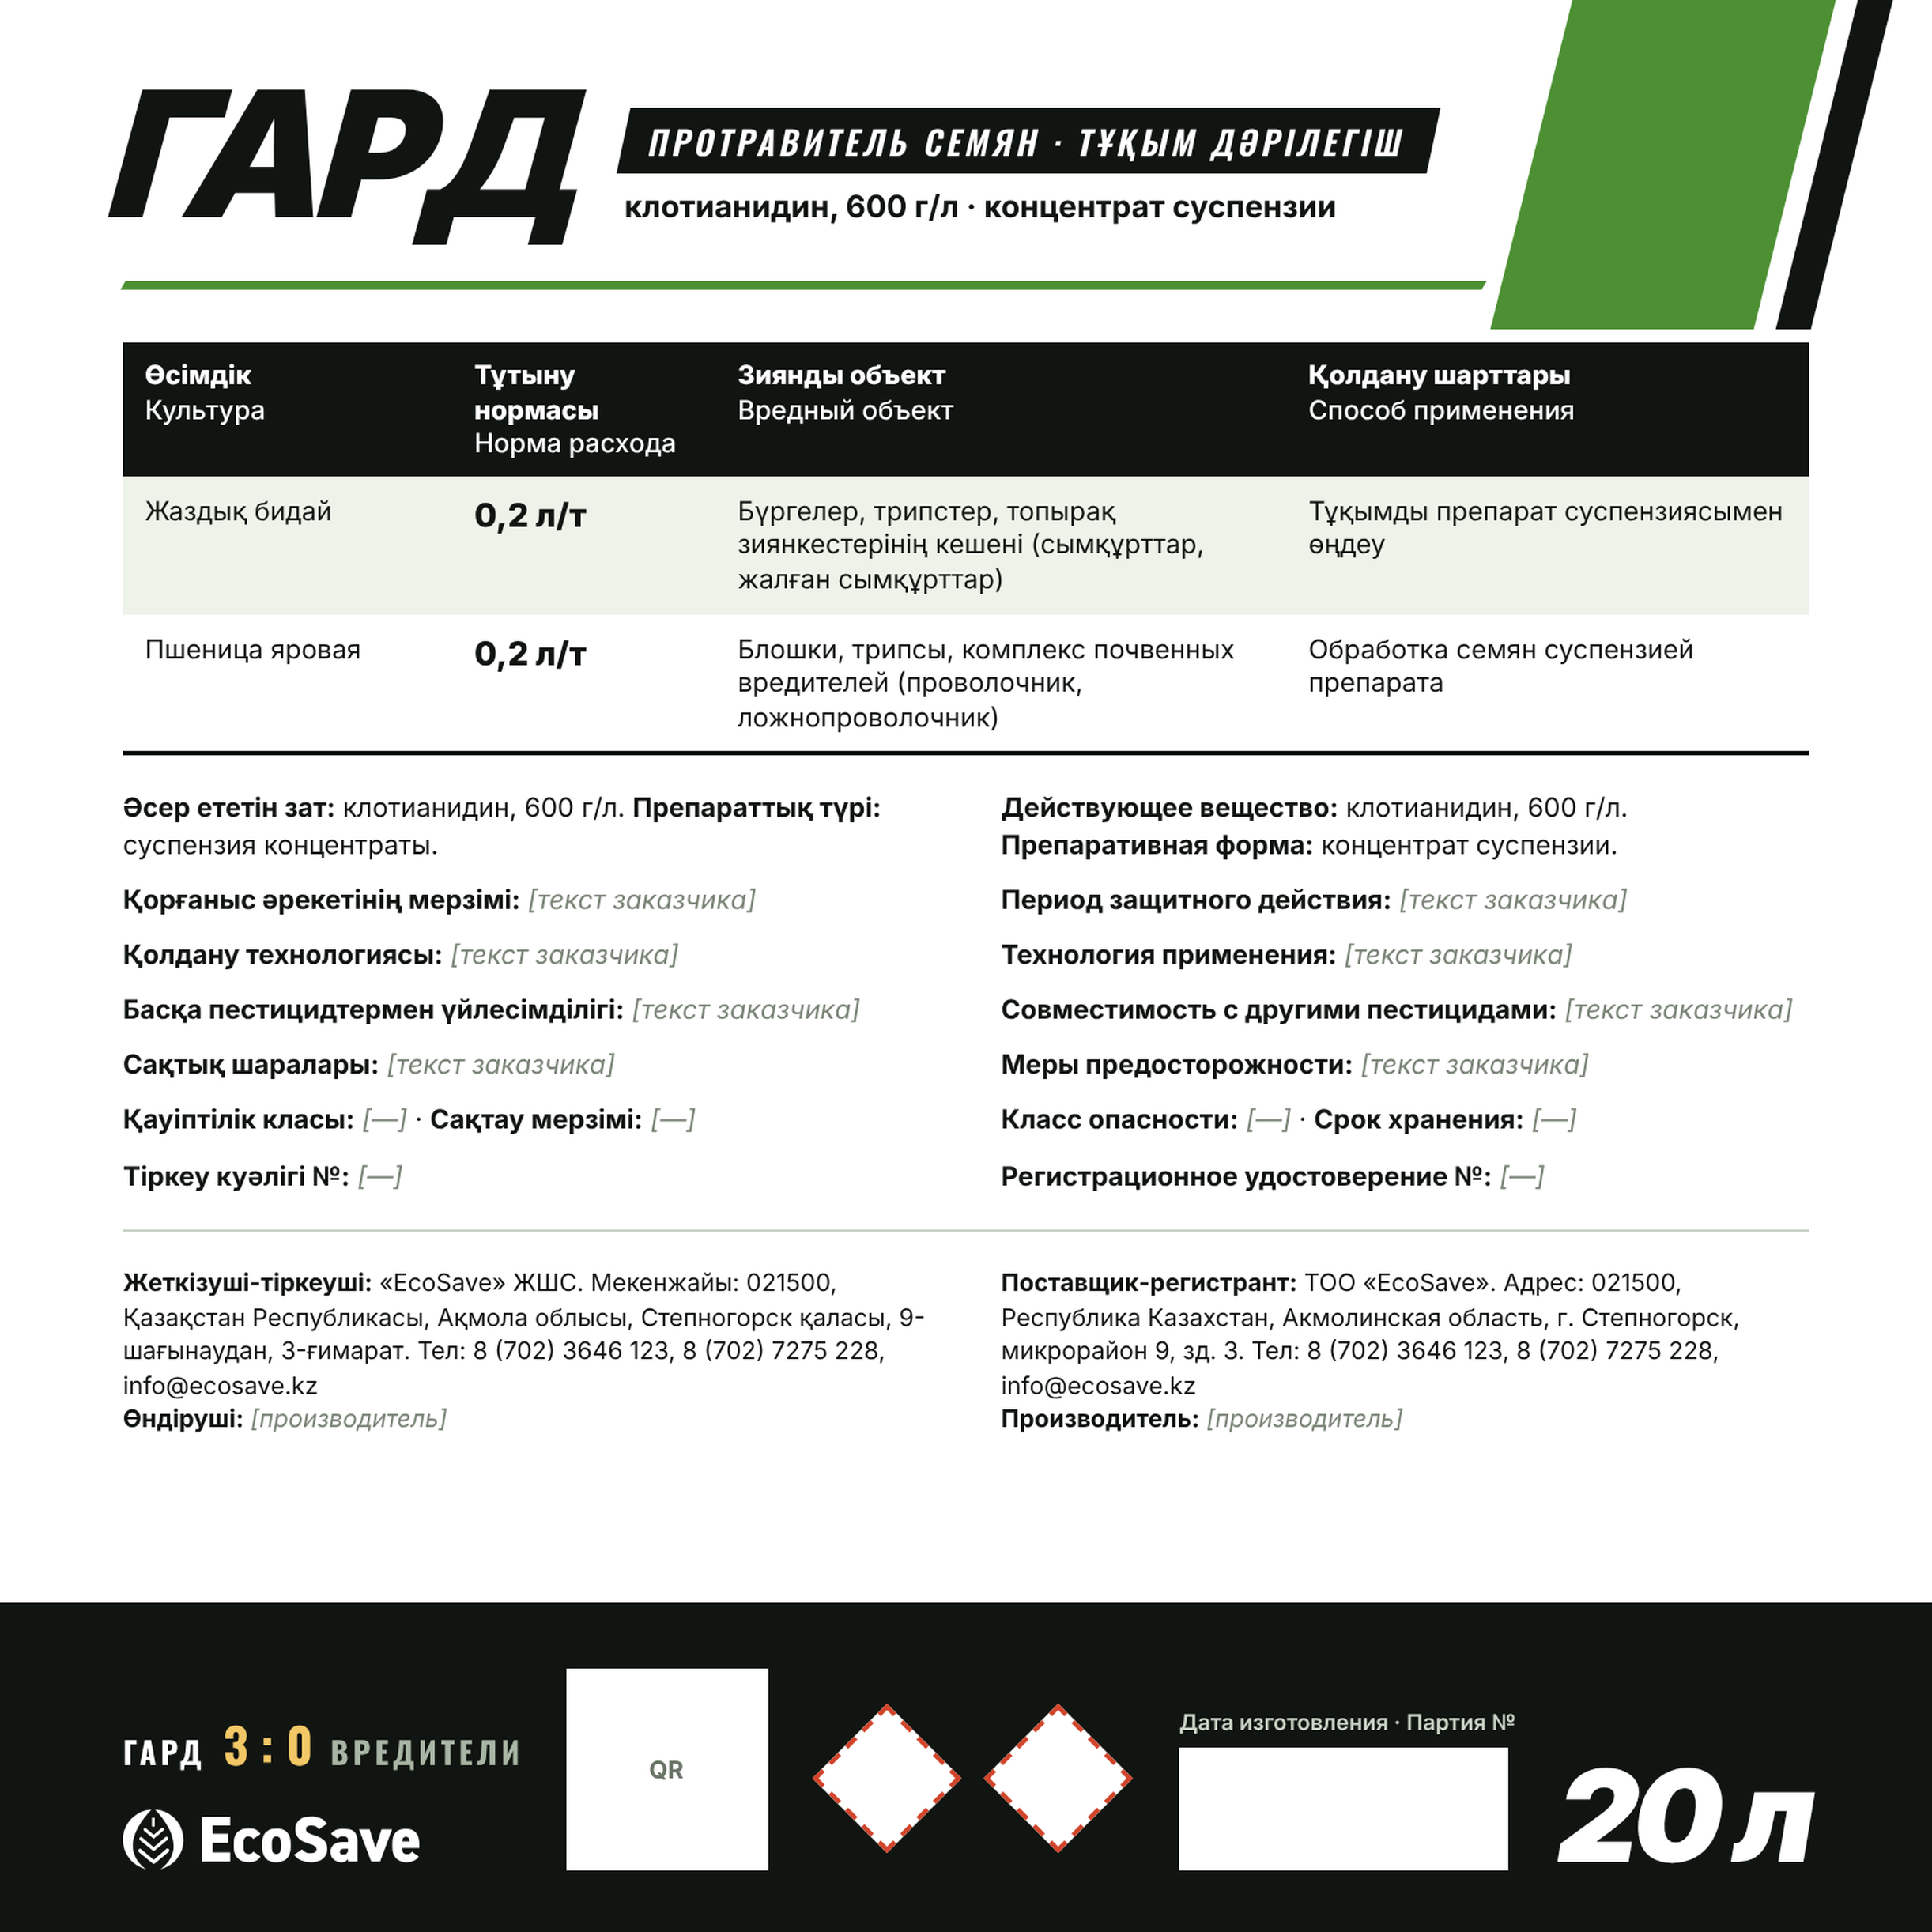 ГАРД
ПРОТРАВИТЕЛЬ СЕМЯН · ТҰҚЫМ ДӘРІЛЕГІШ
клотианидин, 600 г/л · концентрат суспензии
Өсімдік
Культура
Тұтыну
нормасы
Норма расхода
Зиянды объект
Вредный объект
Қолдану шарттары
Способ применения
Жаздық бидай
0,2 л/т
Бүргелер, трипстер, топырақ
зиянкестерінің кешені (сымқұрттар,
жалған сымқұрттар)
Тұқымды препарат суспензиясымен
өңдеу
Пшеница яровая
0,2 л/т
Блошки, трипсы, комплекс почвенных
вредителей (проволочник,
ложнопроволочник)
Обработка семян суспензией
препарата
Әсер ететін зат: клотианидин, 600 г/л. Препараттық түрі:
суспензия концентраты.
Қорғаныс әрекетінің мерзімі: [текст заказчика]
Қолдану технологиясы: [текст заказчика]
Басқа пестицидтермен үйлесімділігі: [текст заказчика]
Сақтық шаралары: [текст заказчика]
Қауіптілік класы: [—] · Сақтау мерзімі: [—]
Тіркеу куәлігі №: [—]
Действующее вещество: клотианидин, 600 г/л.
Препаративная форма: концентрат суспензии.
Период защитного действия: [текст заказчика]
Технология применения: [текст заказчика]
Совместимость с другими пестицидами: [текст заказчика]
Меры предосторожности: [текст заказчика]
Класс опасности: [—] · Срок хранения: [—]
Регистрационное удостоверение №: [—]
Жеткізуші-тіркеуші: «EcoSave» ЖШС. Мекенжайы: 021500,
Қазақстан Республикасы, Ақмола облысы, Степногорск қаласы, 9-
шағынаудан, 3-ғимарат. Тел: 8 (702) 3646 123, 8 (702) 7275 228,
info@ecosave.kz
Өндіруші: [производитель]
Поставщик-регистрант: ТОО «EcoSave». Адрес: 021500,
Республика Казахстан, Акмолинская область, г. Степногорск,
микрорайон 9, зд. 3. Тел: 8 (702) 3646 123, 8 (702) 7275 228,
info@ecosave.kz
Производитель: [производитель]
ГАРД 3 : 0 ВРЕДИТЕЛИ
EcoSave
QR
Дата изготовления · Партия №
20 л